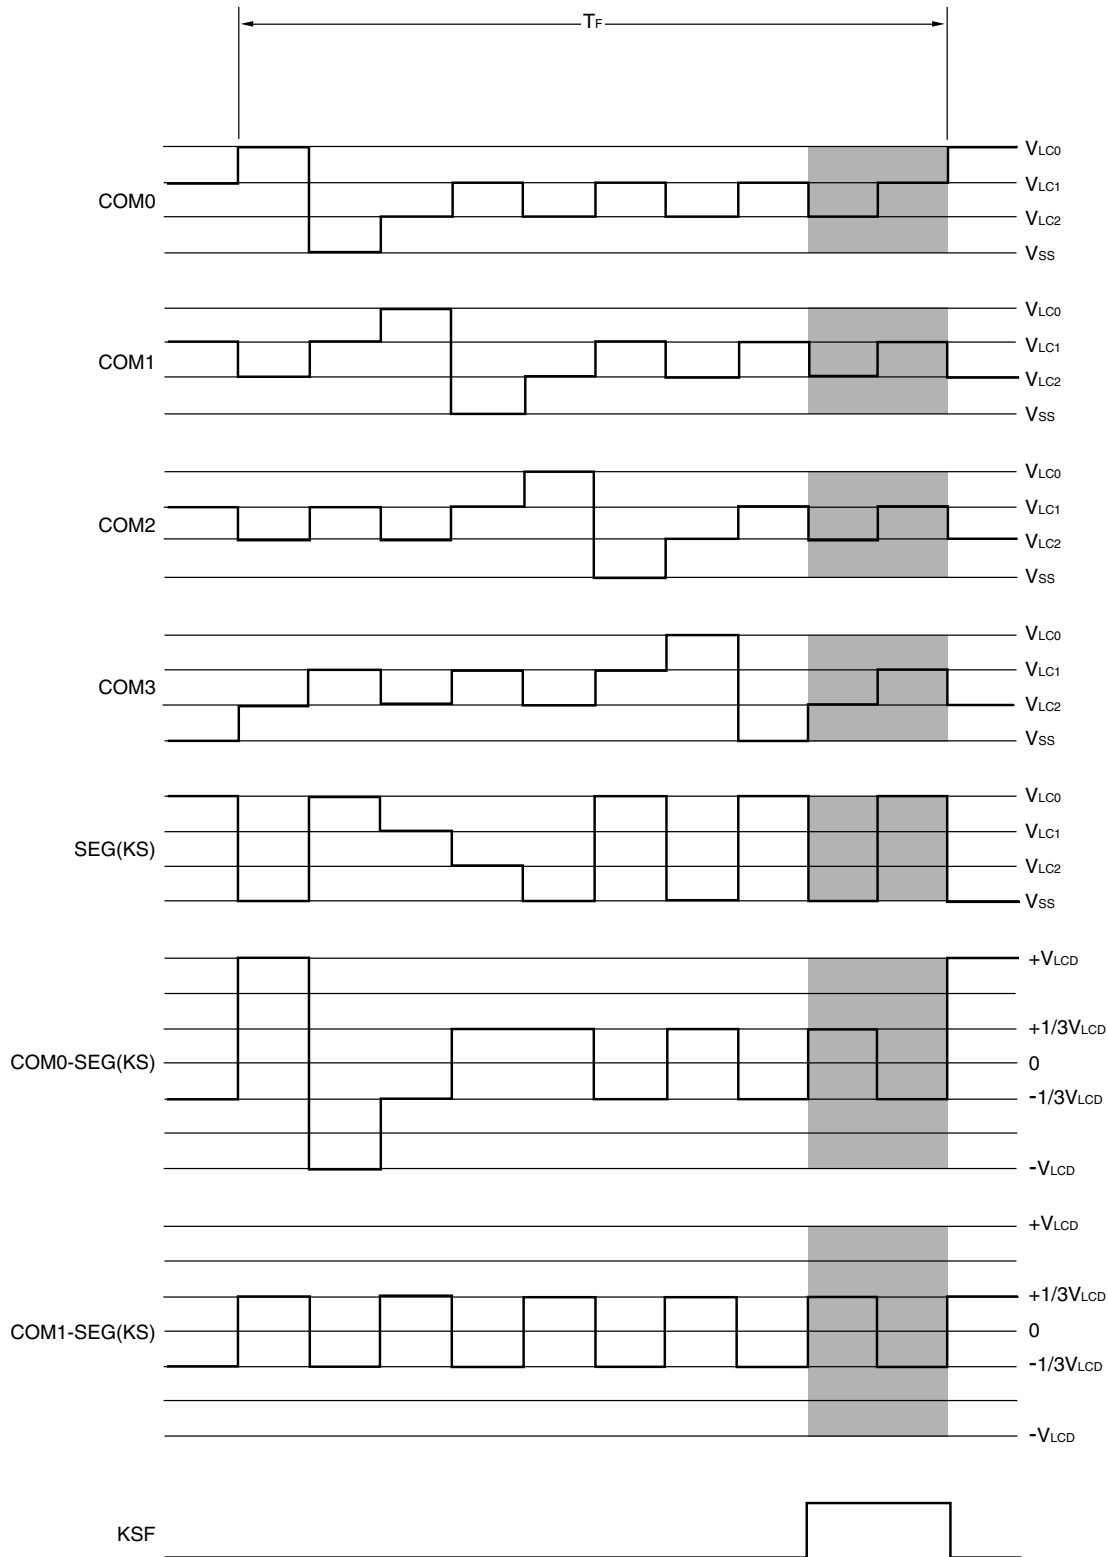 TF
VLC0
VLC1
COM0
VLC2
VSS
VLC0
VLC1
COM1
VLC2
VSS
VLC0
VLC1
COM2
VLC2
VSS
VLC0
VLC1
COM3
VLC2
VSS
VLC0
VLC1
SEG(KS)
VLC2
VSS
+VLCD
+1/3VLCD
COM0-SEG(KS)
0
-1/3VLCD
-VLCD
+VLCD
+1/3VLCD
COM1-SEG(KS)
0
-1/3VLCD
-VLCD
KSF